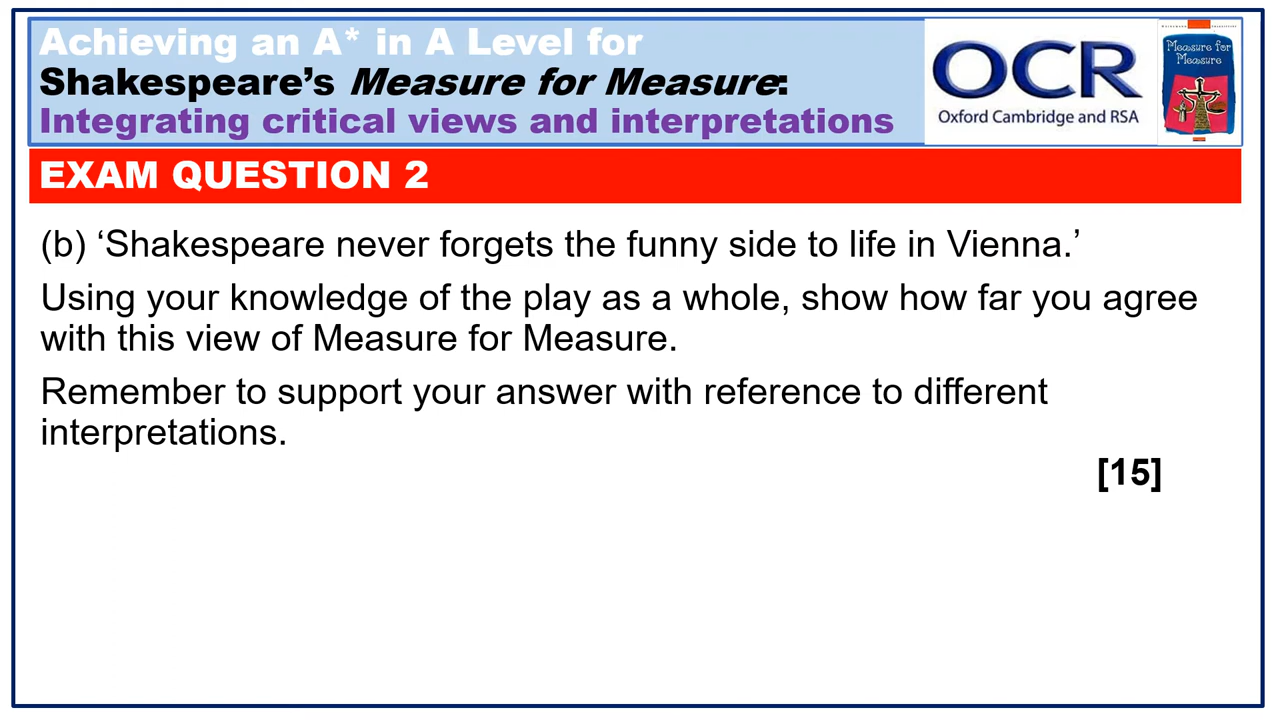 Achieving an A* in A Level for
Shakespeare's Measure for Measure:
Integrating critical views and interpretations
OCR
Oxford Cambridge and RSA
Measure for
Measure
EXAM QUESTION 2
(b) ‘Shakespeare never forgets the funny side to life in Vienna.’
Using your knowledge of the play as a whole, show how far you agree
with this view of Measure for Measure.
Remember to support your answer with reference to different
interpretations.
[15]